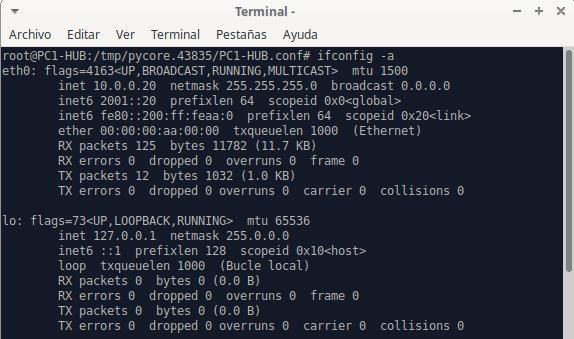 Terminal -
Archivo Editar Ver Terminal Pestañas Ayuda
root@PC1-HUB:/tmp/pycore.43835/PC1-HUB.conf# ifconfig -a
eth0: flags=4163<UP,BROADCAST,RUNNING,MULTICAST>  mtu 1500
        inet 10.0.0.20  netmask 255.255.255.0  broadcast 0.0.0.0
        inet6 2001::20  prefixlen 64  scopeid 0x0<global>
        inet6 fe80::200:ff:feaa:0  prefixlen 64  scopeid 0x20<link>
        ether 00:00:00:aa:00:00  txqueuelen 1000  (Ethernet)
        RX packets 125  bytes 11782 (11.7 KB)
        RX errors 0  dropped 0  overruns 0  frame 0
        TX packets 12  bytes 1032 (1.0 KB)
        TX errors 0  dropped 0 overruns 0  carrier 0  collisions 0
lo: flags=73<UP,LOOPBACK,RUNNING>  mtu 65536
        inet 127.0.0.1  netmask 255.0.0.0
        inet6 ::1  prefixlen 128  scopeid 0x10<host>
        loop  txqueuelen 1000  (Bucle local)
        RX packets 0  bytes 0 (0.0 B)
        RX errors 0  dropped 0  overruns 0  frame 0
        TX packets 0  bytes 0 (0.0 B)
        TX errors 0  dropped 0 overruns 0  carrier 0  collisions 0